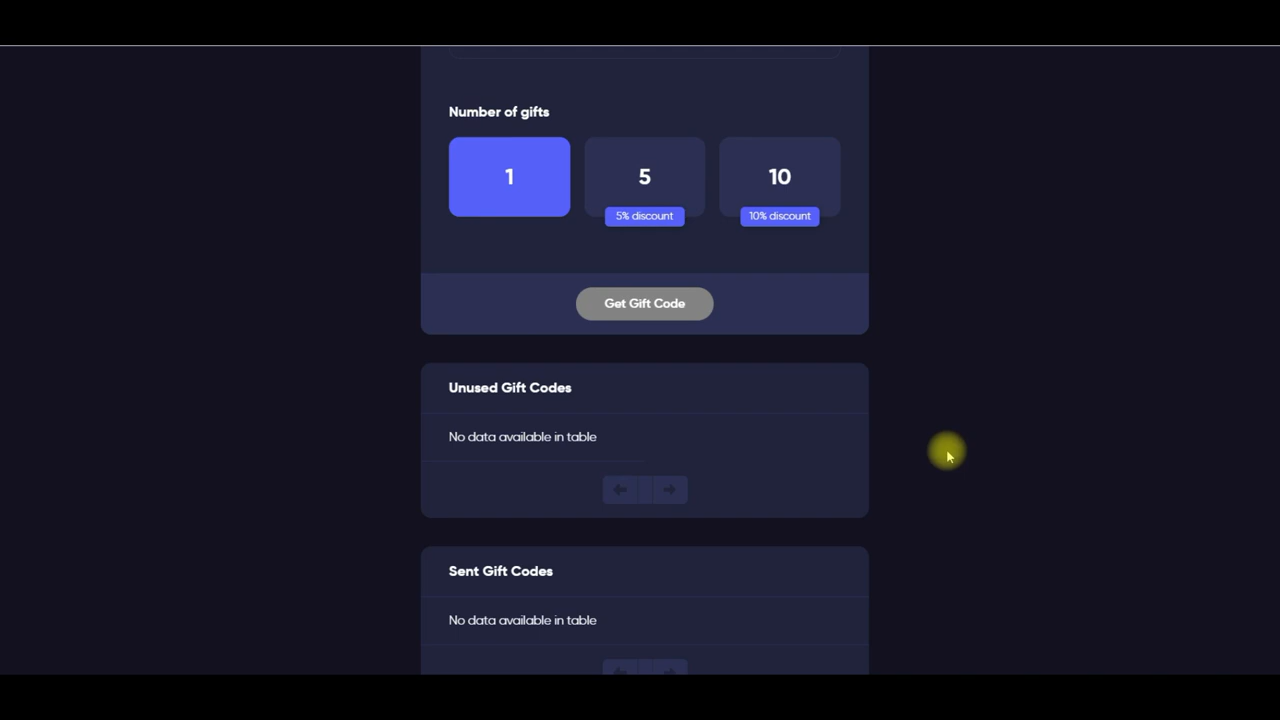 Number of gifts
1
5
10
5% discount
10% discount
Get Gift Code
Unused Gift Codes
No data available in table
Sent Gift Codes
No data available in table